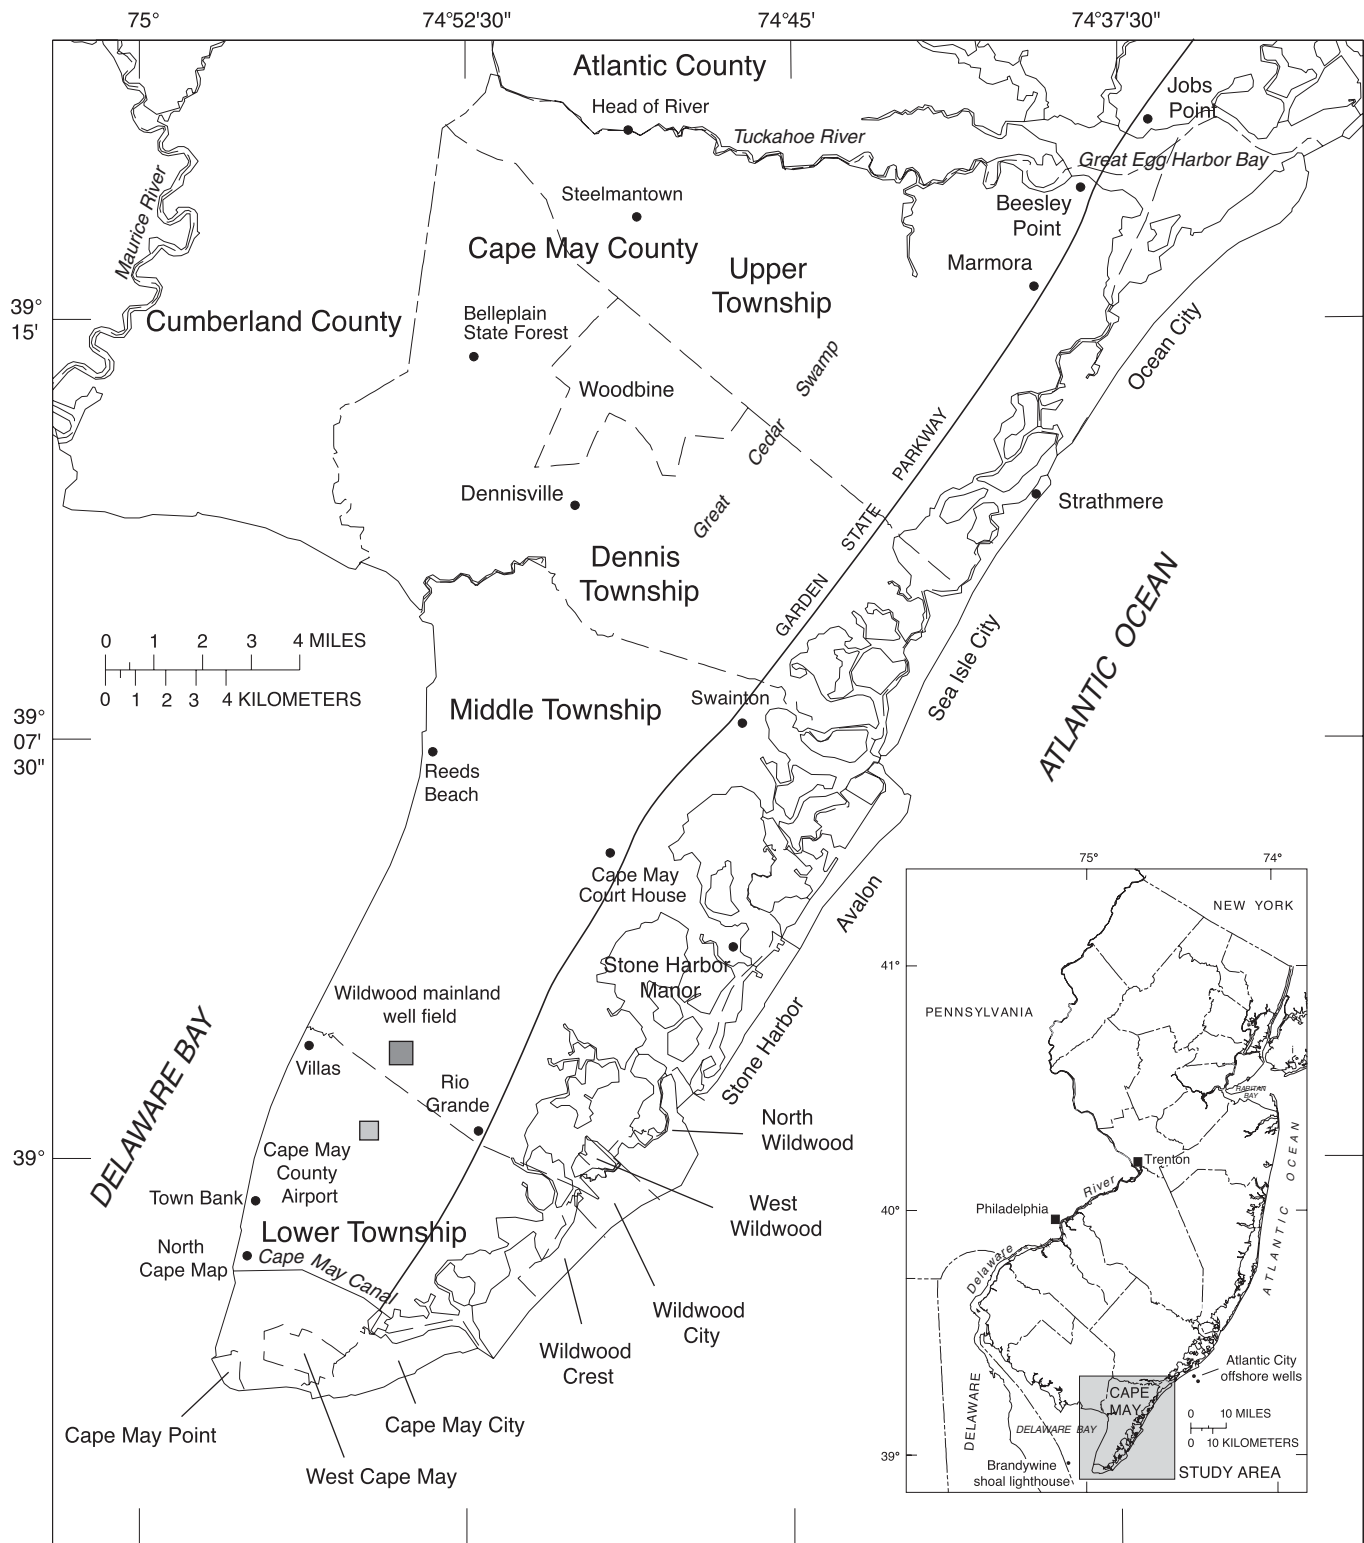 75°
74°52'30"
74°45'
74°37'30"
Atlantic County
Head of River
Tuckahoe River
Jobs
Point
Great Egg Harbor Bay
Maurice River
Steelmantown
Beesley
Point
Cape May County
Upper
Township
Marmora
39°
15'
Cumberland County
Belleplain
State Forest
Ocean City
Woodbine
Great Cedar Swamp
GARDEN STATE PARKWAY
Dennisville
Strathmere
Dennis
Township
ATLANTIC OCEAN
0 1 2 3 4 MILES
0 1 2 3 4 KILOMETERS
Sea Isle City
Swainton
Middle Township
39°
07'
30"
Reeds
Beach
Cape May
Court House
Avalon
Stone Harbor
Manor
Wildwood mainland
well field
Stone Harbor
DELAWARE BAY
Villas
Rio
Grande
North
Wildwood
39°
Cape May
County
Airport
Town Bank
West
Wildwood
Lower Township
North
Cape Map
Cape May Canal
Wildwood
City
Wildwood
Crest
Cape May Point
Cape May City
West Cape May
75°
74°
NEW YORK
41°
PENNSYLVANIA
RARITAN
BAY
Trenton
Philadelphia
Delaware River
40°
ATLANTIC OCEAN
Atlantic City
offshore wells
CAPE
MAY
DELAWARE
DELAWARE BAY
0 10 MILES
0 10 KILOMETERS
39°
Brandywine
shoal lighthouse
STUDY AREA